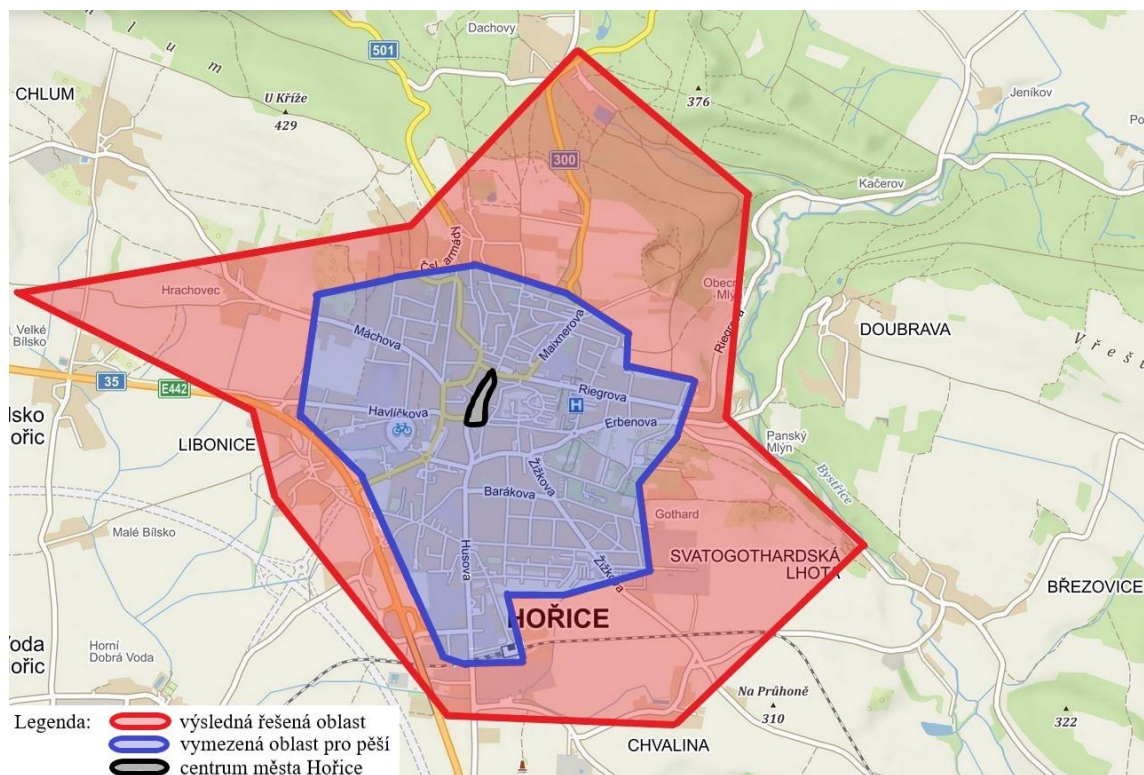 Dachovy
501
CHLUM
U Kříže
429
376
Jeníkov
300
Kačerov
Čsl. armády
Hrachovec
Obecní
Mlýn
Velké
Bílsko
Máchova
Maixnerova
Riegrova
DOUBRAVA
35
E442
Riegrova
H
Havlíčkova
Erbenova
LIBONICE
Panský
Mlýn
Bystřice
Žižkova
Barákova
Malé Bílsko
Gothard
Husova
Žižkova
SVATOGOTHARDSKÁ
LHOTA
BŘEZOVICE
HOŘICE
Horní
Dobrá Voda
Na Průhoně
310
322
CHVALINA
Legenda:
výsledná řešená oblast
vymezená oblast pro pěší
centrum města Hořice